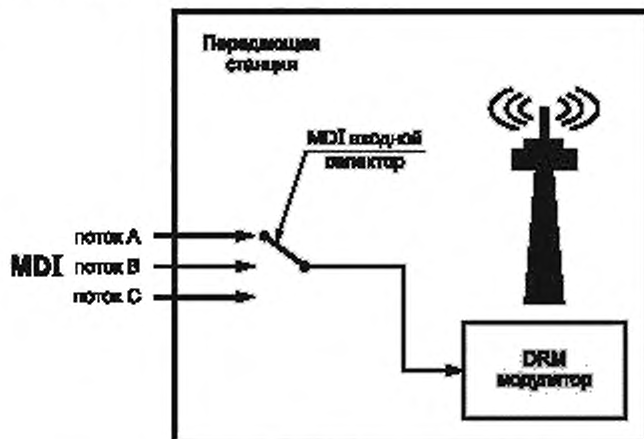 Передающая
станция
MDI входной
селектор
поток A
MDI поток B
поток C
DRM
модулятор